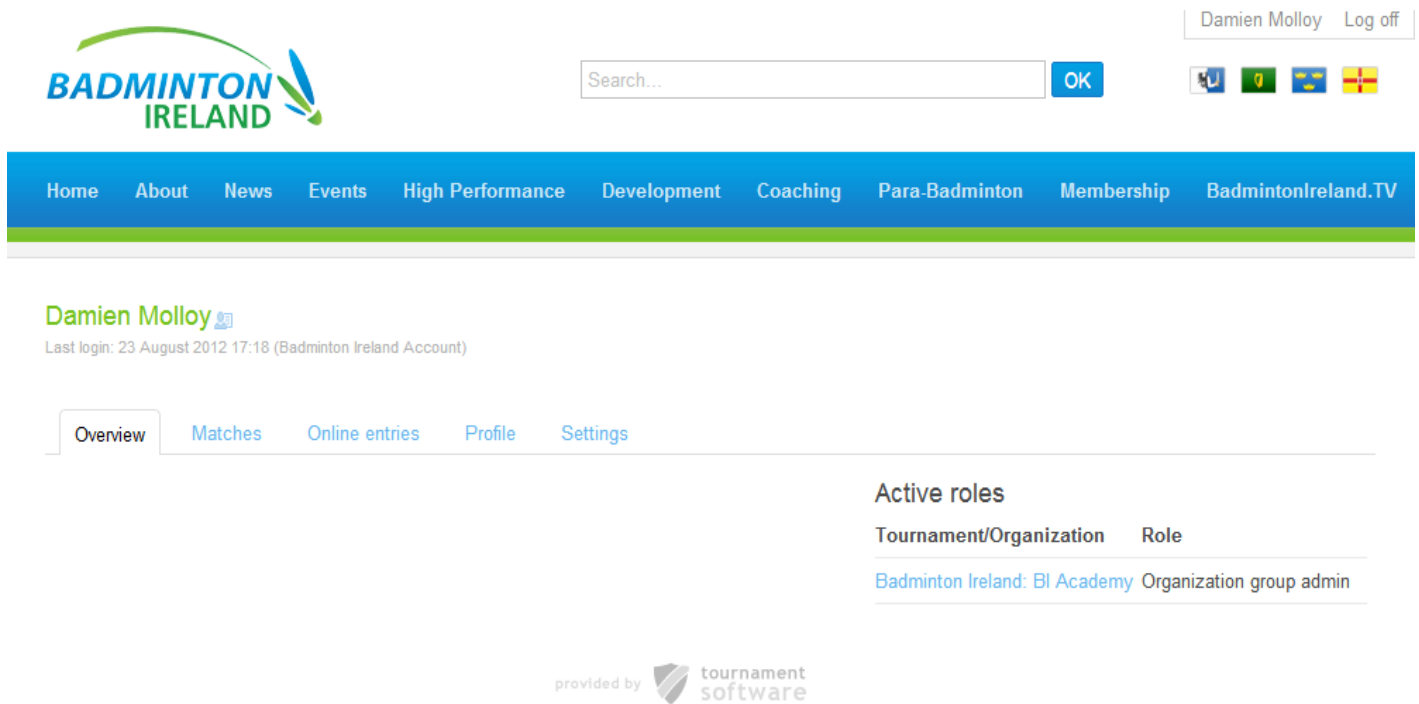 Damien Molloy Log off
BADMINTON
IRELAND
Search...
OK
Home About News Events High Performance Development Coaching Para-Badminton Membership BadmintonIreland.TV
Damien Molloy
Last login: 23 August 2012 17:18 (Badminton Ireland Account)
Overview Matches Online entries Profile Settings
Active roles
Tournament/Organization Role
Badminton Ireland: BI Academy Organization group admin
provided by tournament
software